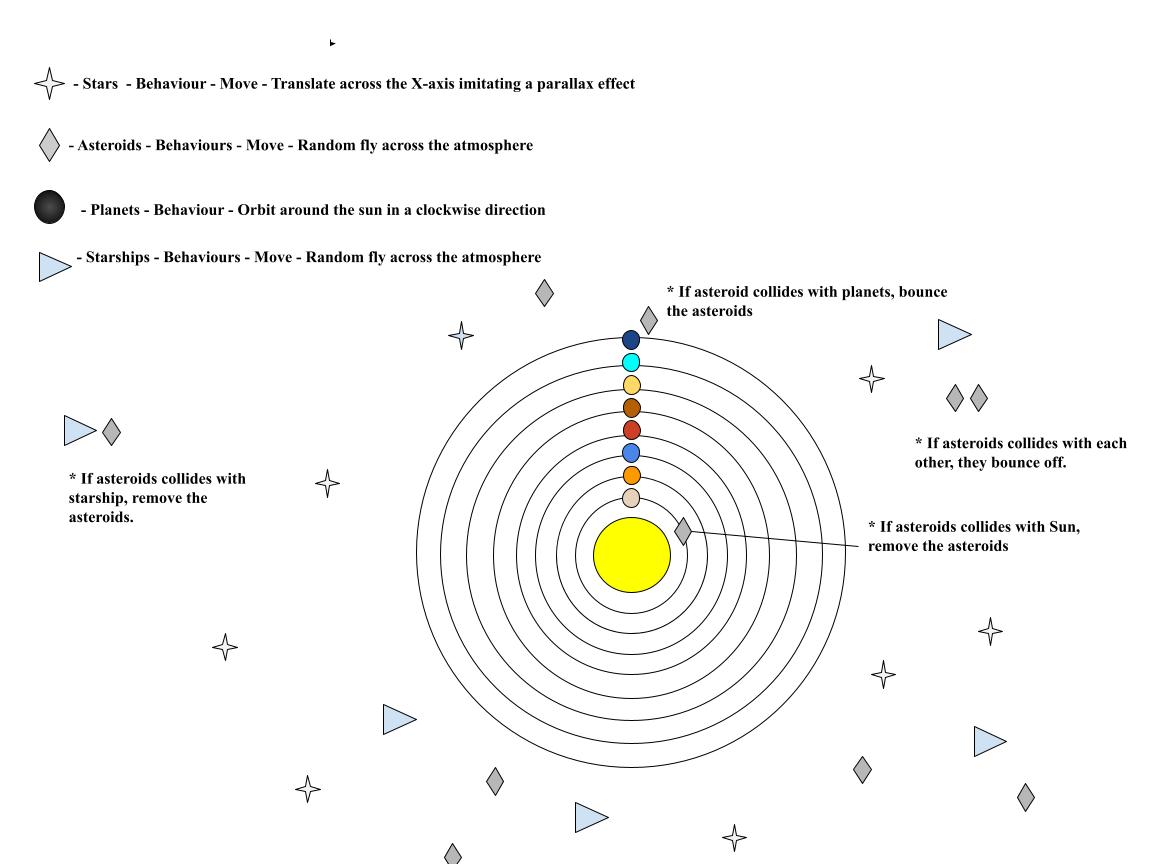 - Stars  - Behaviour - Move - Translate across the X-axis imitating a parallax effect
- Asteroids - Behaviours - Move - Random fly across the atmosphere
- Planets - Behaviour - Orbit around the sun in a clockwise direction
- Starships - Behaviours - Move - Random fly across the atmosphere
* If asteroid collides with planets, bounce
the asteroids
* If asteroids collides with each
other, they bounce off.
* If asteroids collides with
starship, remove the
asteroids.
* If asteroids collides with Sun,
remove the asteroids